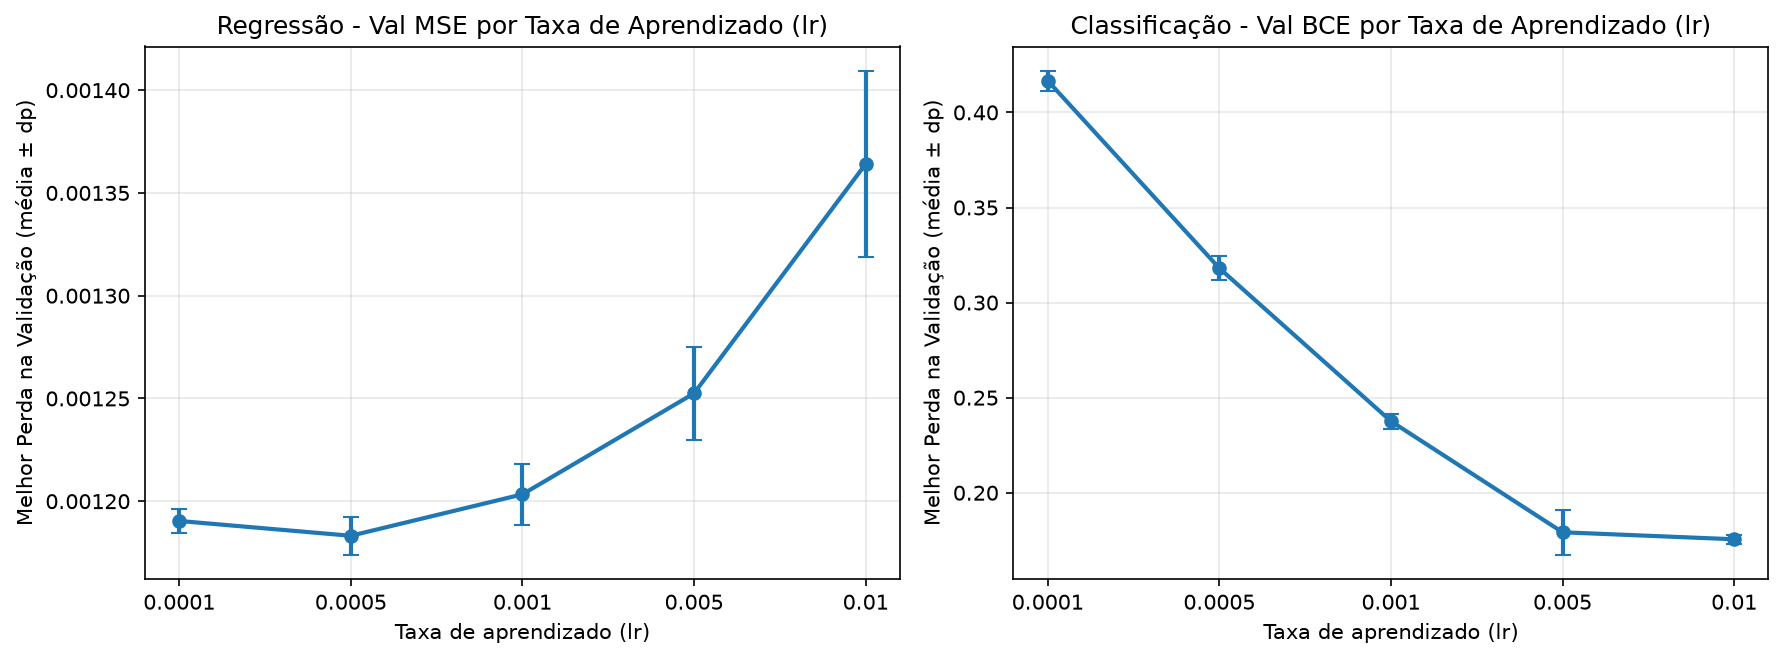 Regressão - Val MSE por Taxa de Aprendizado (lr)
Melhor Perda na Validação (média ± dp)
0.00140
0.00135
0.00130
0.00125
0.00120
0.0001 0.0005 0.001 0.005 0.01
Taxa de aprendizado (lr)
Classificação - Val BCE por Taxa de Aprendizado (lr)
Melhor Perda na Validação (média ± dp)
0.40
0.35
0.30
0.25
0.20
0.0001 0.0005 0.001 0.005 0.01
Taxa de aprendizado (lr)